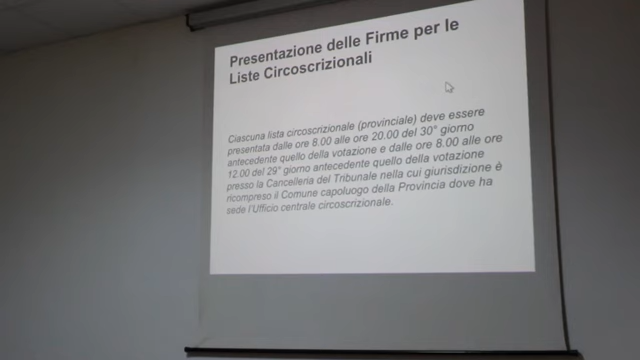 Presentazione delle Firme per le
Liste Circoscrizionali
Ciascuna lista circoscrizionale (provinciale) deve essere
presentata dalle ore 8.00 alle ore 20.00 del 30° giorno
antecedente quello della votazione e dalle ore 8.00 alle ore
12.00 del 29° giorno antecedente quello della votazione
presso la Cancelleria del Tribunale nella cui giurisdizione è
ricompreso il Comune capoluogo della Provincia dove ha
sede l'Ufficio centrale circoscrizionale.